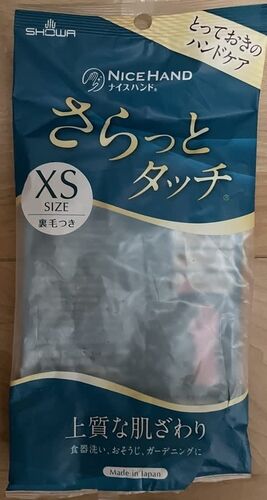 SHOWA
とっておきの
ハンドケア
NICEHAND
ナイスハンド®
さらっと
タッチ®
XS
SIZE
裏毛つき
上質な肌ざわり
食器洗い、おそうじ、ガーデニングに
Made in Japan